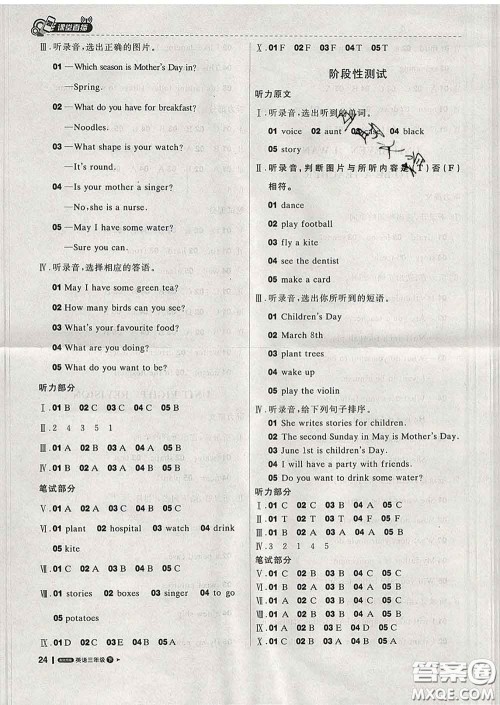 课堂直播
Ⅲ.听录音,选出正确的图片。
01 —Which season is Mother's Day in?
—Spring.
02 —What do you have for breakfast?
—Noodles.
03 —What shape is your watch?
—It's round.
04 —Is your mother a singer?
—No, she is a nurse.
05 —May I have some water?
—Sure you can.
Ⅳ.听录音,选择相应的答语。
01 May I have some green tea?
02 How many birds can you see?
03 What's your favourite food?
04 What are you doing?
05 What do you want to be?
听力部分
Ⅰ.01 B 02 C 03 C 04 C 05 B
Ⅱ.2 4 3 5 1
Ⅲ.01 A 02 B 03 A 04 A 05 B
Ⅳ.01 A 02 C 03 A 04 B 05 B
笔试部分
Ⅴ.01 C 02 B 03 A 04 C 05 A
Ⅵ.01 plant 02 hospital 03 watch 04 drink
05 kite
Ⅶ.01 B 02 A 03 B 04 B 05 A
Ⅷ.01 stories 02 boxes 03 singer 04 to go
05 potatoes
Ⅸ.01 D 02 C 03 E 04 B 05 A
24 英语三年级 下
Ⅹ.01 F 02 F 03 F 04 T 05 T
阶段性测试
听力原文
Ⅰ.听录音,选出听到的单词。
01 voice 02 aunt 03 04 black
05 story
Ⅱ.听录音,判断图片与所听内容是(T)否(F)
相符。
01 dance
02 play football
03 fly a kite
04 see the dentist
05 make a card
Ⅲ.听录音,选出你所听到的短语。
01 Children's Day
02 March 8th
03 plant trees
04 wake up
05 play the violin
Ⅳ.听录音,给下列句子排序。
01 She writes stories for children.
02 The second Sunday in May is Mother's Day.
03 June 1st is children's Day.
04 I will have a party with friends.
05 Do you want to drink some water?
听力部分
Ⅰ.01 C 02 A 03 B 04 B 05 C
Ⅱ.01 T 02 T 03 F 04 F 05 T
Ⅲ.01 B 02 A 03 B 04 A 05 B
Ⅳ.3 2 1 4 5
笔试部分
Ⅴ.01 C 02 A 03 B 04 A 05 C
Ⅵ.01 D 02 B 03 A 04 E 05 C
Ⅶ.01 B 02 C 03 C 04 B 05 C
Ⅷ.01 C 02 A 03 A 04 B 05 A
答案圈
MXQE.COM